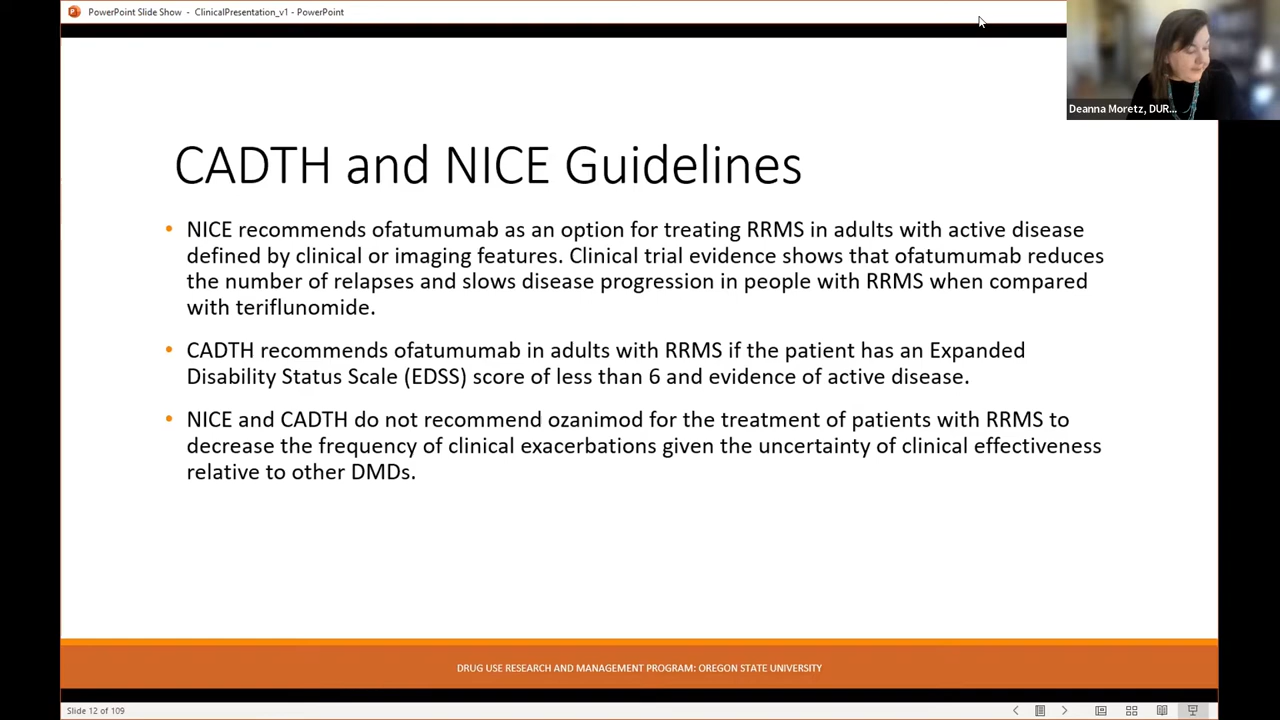 PowerPoint Slide Show - ClinicalPresentation_v1 - PowerPoint
Deanna Moretz, DUR...
CADTH and NICE Guidelines
• NICE recommends ofatumumab as an option for treating RRMS in adults with active disease
defined by clinical or imaging features. Clinical trial evidence shows that ofatumumab reduces
the number of relapses and slows disease progression in people with RRMS when compared
with teriflunomide.
• CADTH recommends ofatumumab in adults with RRMS if the patient has an Expanded
Disability Status Scale (EDSS) score of less than 6 and evidence of active disease.
• NICE and CADTH do not recommend ozanimod for the treatment of patients with RRMS to
decrease the frequency of clinical exacerbations given the uncertainty of clinical effectiveness
relative to other DMDs.
DRUG USE RESEARCH AND MANAGEMENT PROGRAM: OREGON STATE UNIVERSITY
Slide 12 of 109